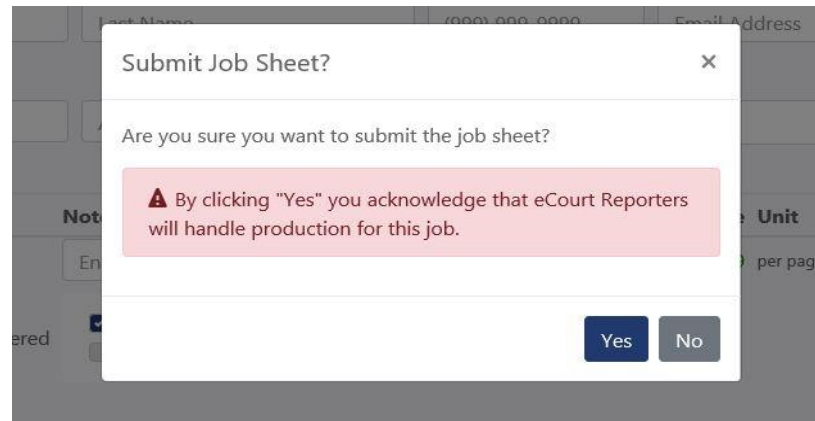 Last Name (999) 999-9999 Email Address
Submit Job Sheet? ×
Are you sure you want to submit the job sheet?
By clicking "Yes" you acknowledge that eCourt Reporters
will handle production for this job.
Unit
per pag
ered
Yes No